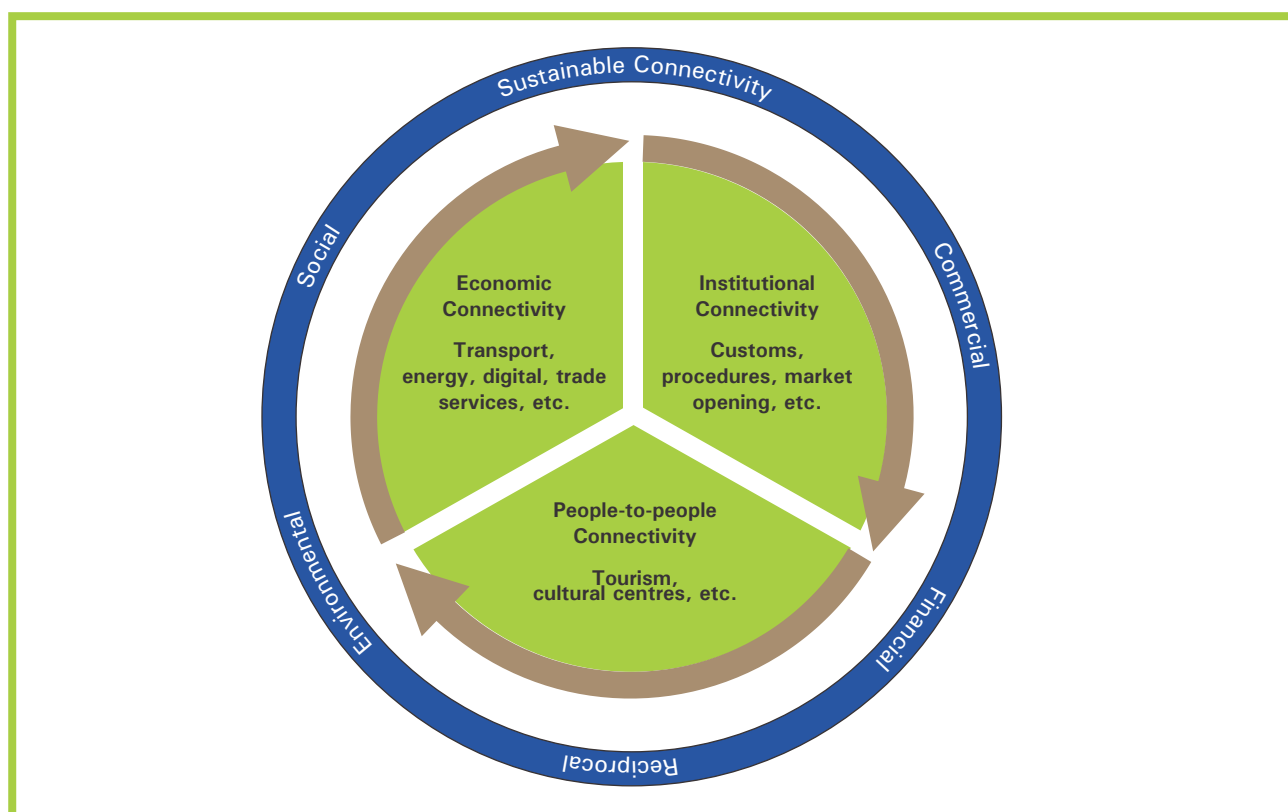 Sustainable Connectivity
Social
Commercial
Economic
Connectivity
Transport,
energy, digital, trade
services, etc.
Institutional
Connectivity
Customs,
procedures, market
opening, etc.
People-to-people
Connectivity
Tourism,
cultural centres, etc.
Environmental
Financial
Reciprocal